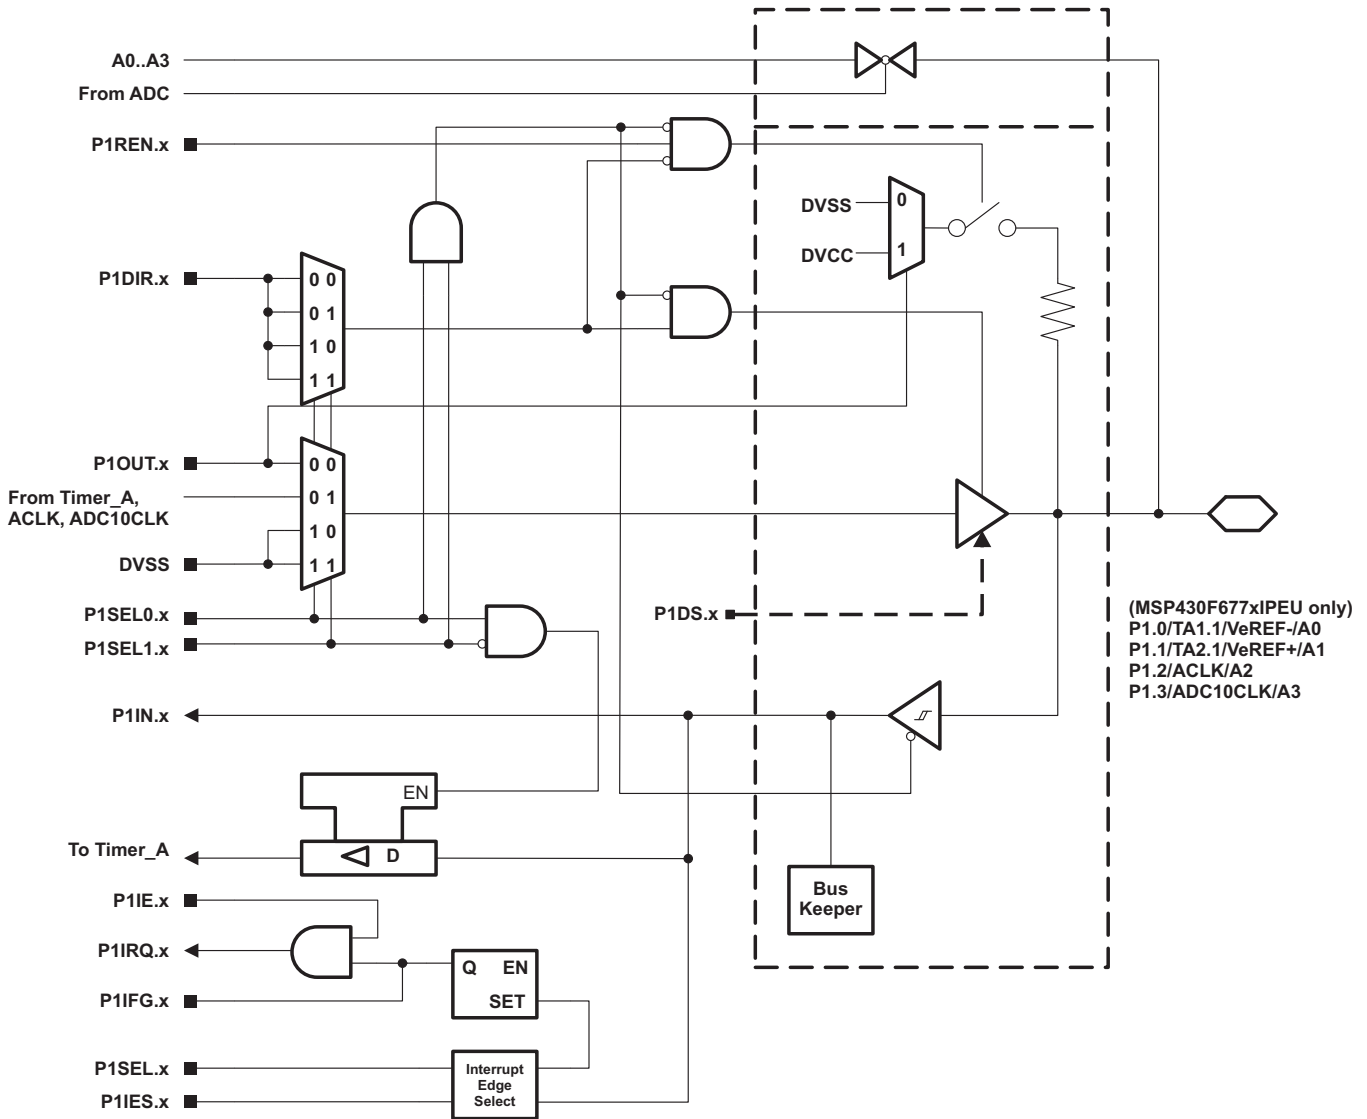 A0..A3
From ADC
P1REN.x
DVSS
0
DVCC
1
P1DIR.x
0 0
0 1
1 0
1 1
P1OUT.x
0 0
From Timer_A,
ACLK, ADC10CLK
0 1
1 0
DVSS
1 1
P1SEL0.x
P1SEL1.x
P1DS.x
(MSP430F677xIPEU only)
P1.0/TA1.1/VeREF-/A0
P1.1/TA2.1/VeREF+/A1
P1.2/ACLK/A2
P1.3/ADC10CLK/A3
P1IN.x
EN
To Timer_A
D
Bus
Keeper
P1IE.x
P1IRQ.x
Q EN
SET
P1IFG.x
P1SEL.x
P1IES.x
Interrupt
Edge
Select